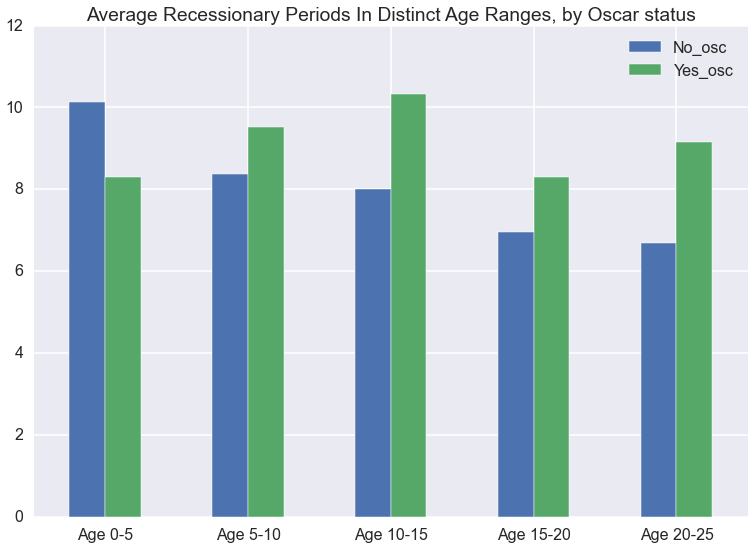 Average Recessionary Periods In Distinct Age Ranges, by Oscar status
12
10
8
6
4
2
0
No_osc
Yes_osc
Age 0-5
Age 5-10
Age 10-15
Age 15-20
Age 20-25